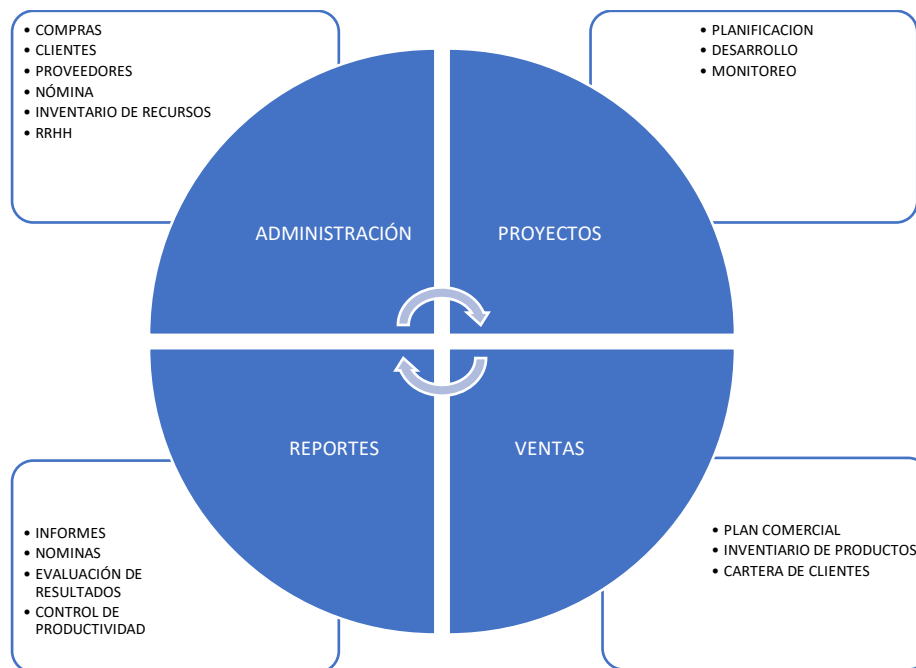 • COMPRAS
• CLIENTES
• PROVEEDORES
• NÓMINA
• INVENTARIO DE RECURSOS
• RRHH
• PLANIFICACION
• DESARROLLO
• MONITOREO
ADMINISTRACIÓN
PROYECTOS
REPORTES
VENTAS
• INFORMES
• NOMINAS
• EVALUACIÓN DE
RESULTADOS
• CONTROL DE
PRODUCTIVIDAD
• PLAN COMERCIAL
• INVENTIARIO DE PRODUCTOS
• CARTERA DE CLIENTES